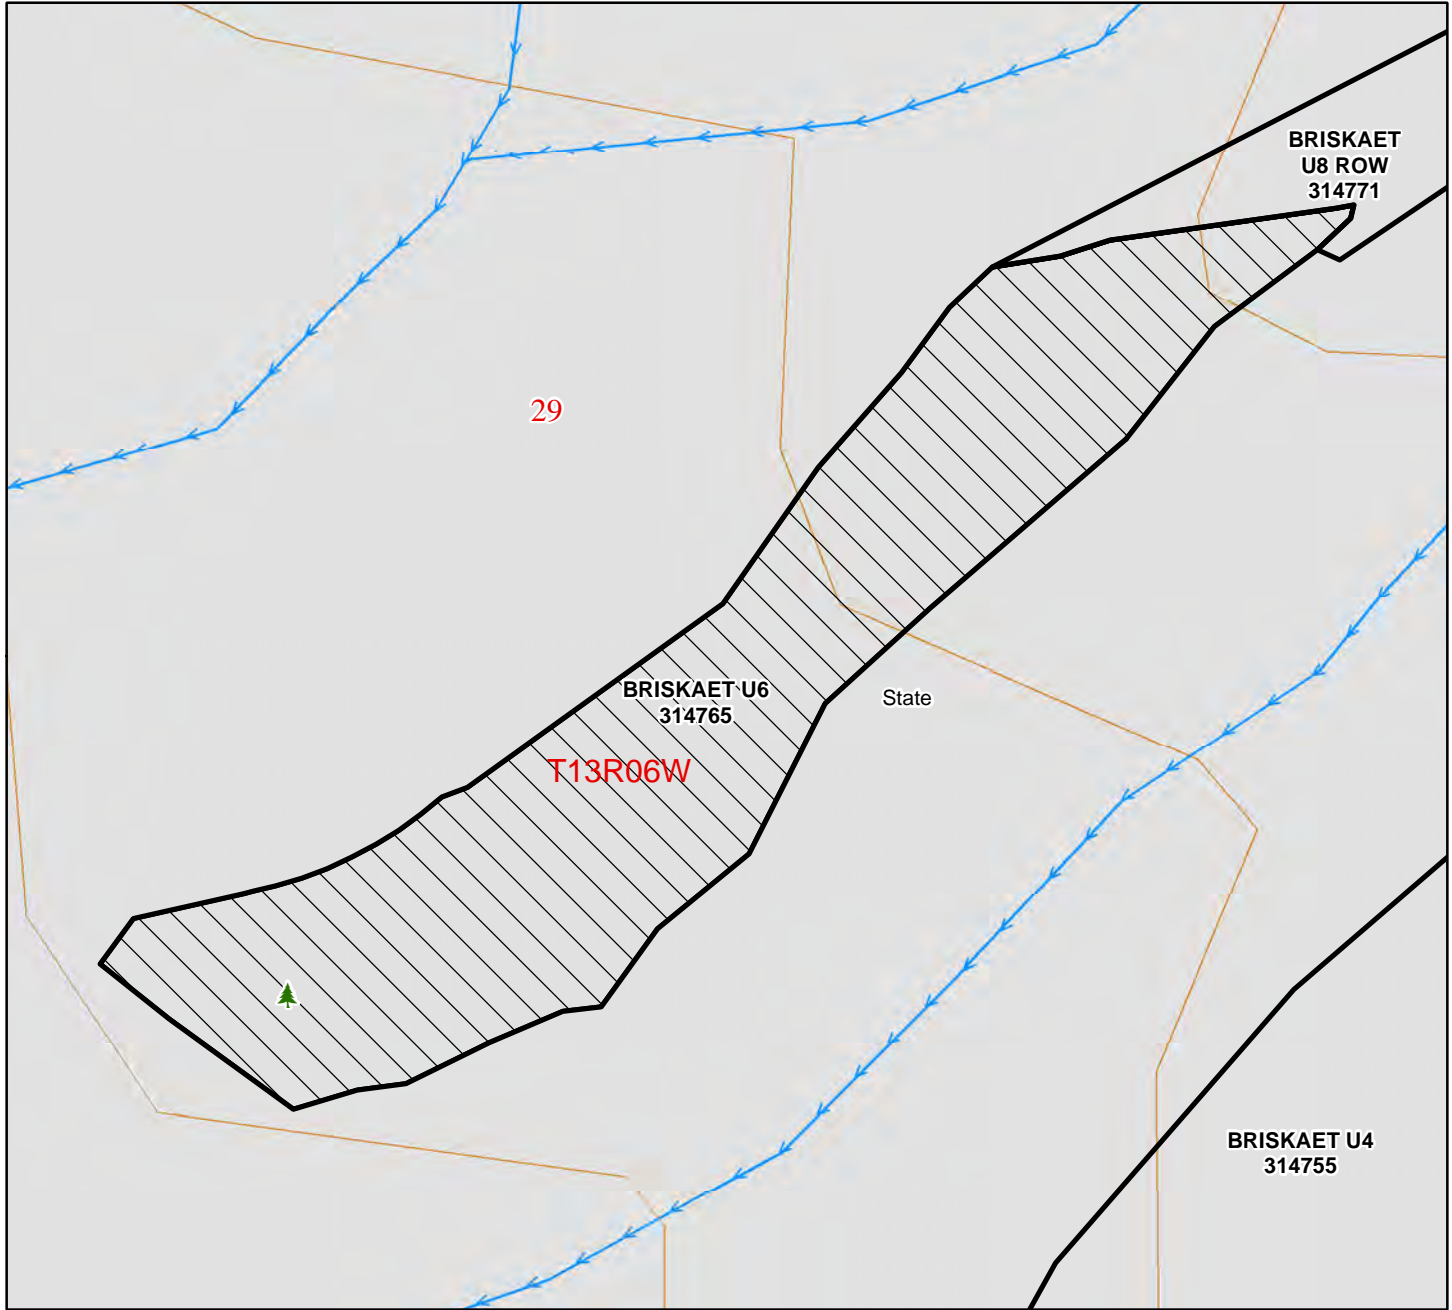 BRISKAET
U8 ROW
314771
29
BRISKAET U6
314765
State
T13R06W
BRISKAET U4
314755